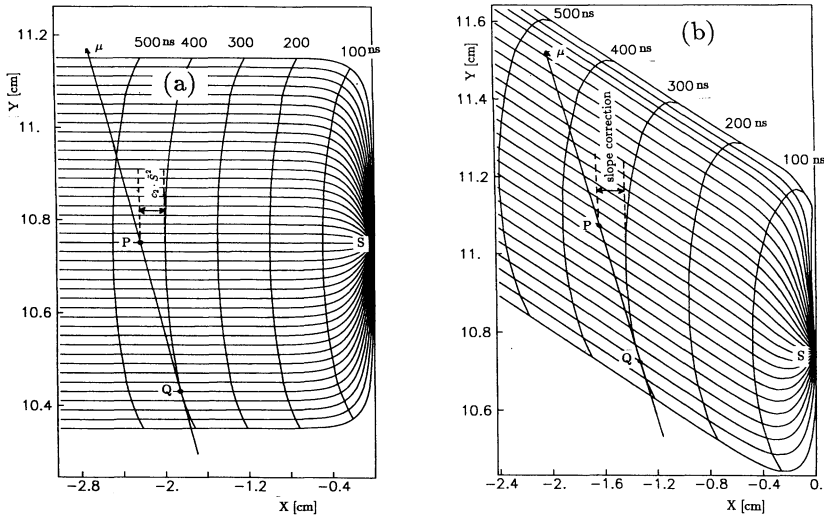 (a)
11.2
11.
10.8
10.6
10.4
Y [cm]
μ
500 ns 400 300 200 100 ns
c₂ · S̄²
P
Q
S
−2.8 −2. −1.2 −0.4
X [cm]
(b)
11.6
11.4
11.2
11.
10.8
10.6
Y [cm]
500 ns
400 ns
300 ns
200 ns
100 ns
μ
slope correction
P
Q
S
−2.4 −2. −1.6 −1.2 −0.8 −0.4 0.
X [cm]